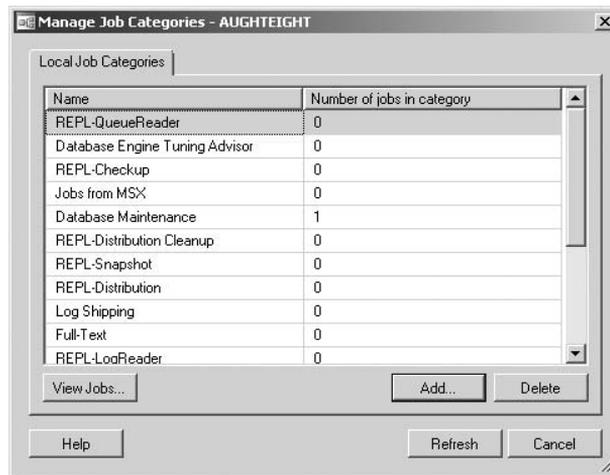 Manage Job Categories - AUGHTEIGHT
Local Job Categories
Name Number of jobs in category
REPL-QueueReader 0
Database Engine Tuning Advisor 0
REPL-Checkup 0
Jobs from MSX 0
Database Maintenance 1
REPL-Distribution Cleanup 0
REPL-Snapshot 0
REPL-Distribution 0
Log Shipping 0
Full-Text 0
REPL-LogReader 0
View Jobs... Add... Delete
Help Refresh Cancel